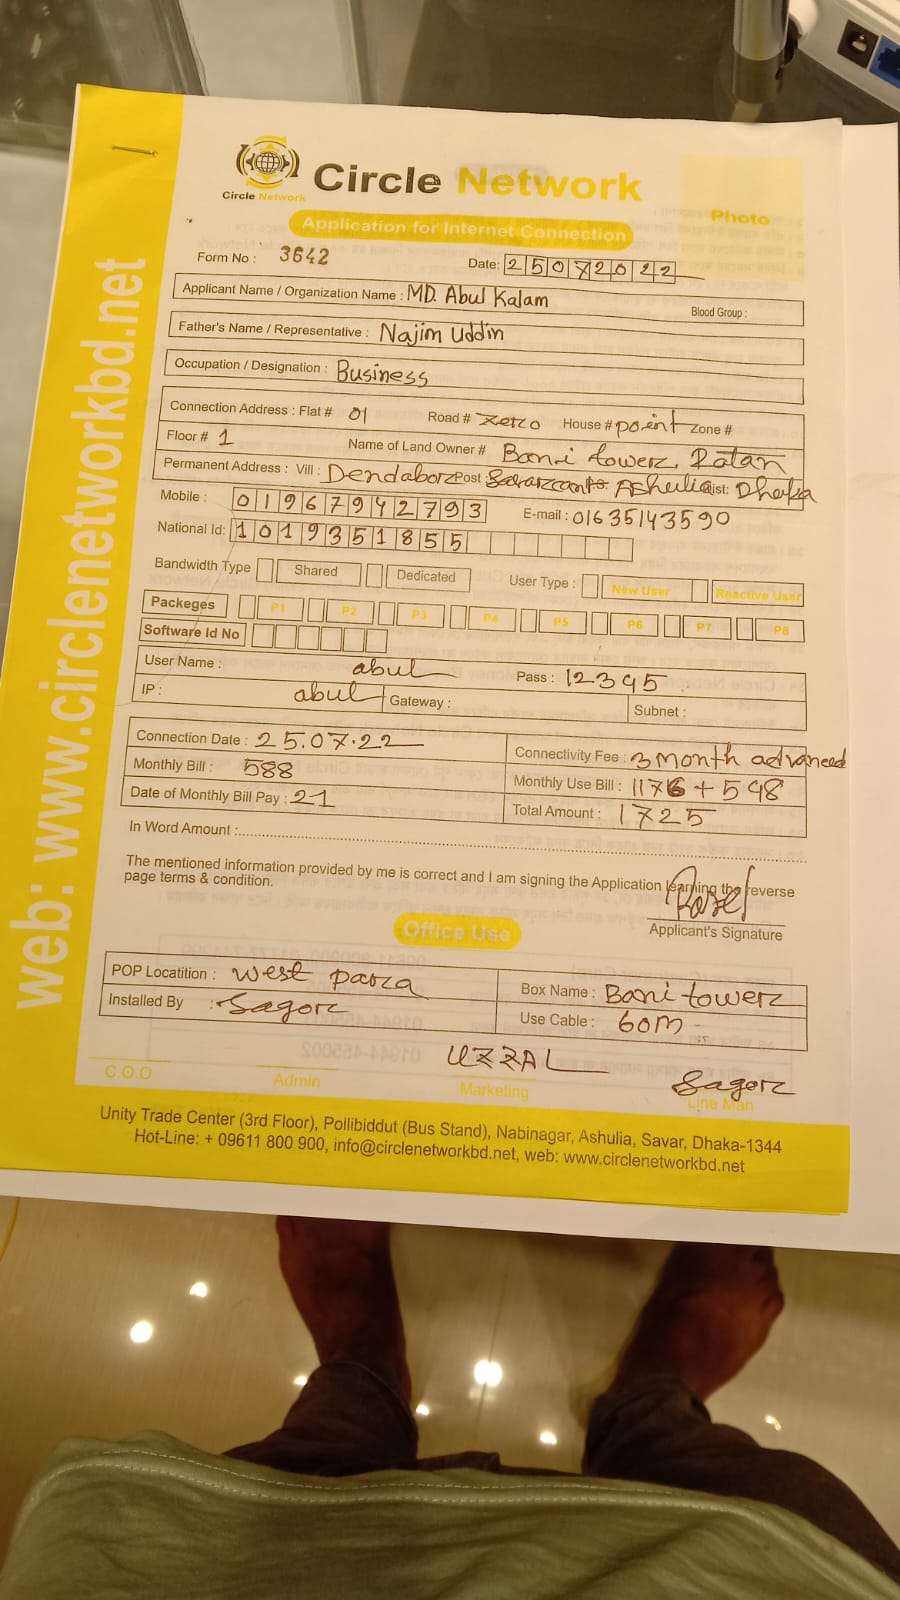 Circle Network
Circle Network
Photo
Application for Internet Connection
Form No : 3642
Date: 25072022
Applicant Name / Organization Name : MD. Abul Kalam Blood Group :
Father's Name / Representative : Najim Uddin
Occupation / Designation : Business
Connection Address : Flat # 01 Road # Zero House # point Zone #
Floor # 1 Name of Land Owner # Bani tower, Ratan
Permanent Address : Vill : Dendabor Post: Ashulia ist: Dhaka
Mobile : 01967942793 E-mail : 01635143590
National Id: 1019351855
Bandwidth Type Shared Dedicated User Type : New User Reactive User
Packeges P1 P2 P3 P4 P5 P6 P7 P8
Software Id No
User Name : abul Pass : 12345
IP : abul Gateway : Subnet :
Connection Date : 25.07.22 Connectivity Fee : 3 month advanced
Monthly Bill : 588 Monthly Use Bill : 1176 + 598
Date of Monthly Bill Pay : 21 Total Amount : 1725
In Word Amount :
The mentioned information provided by me is correct and I am signing the Application learning the reverse
page terms & condition.
Applicant's Signature
Office Use
POP Locatition : West para Box Name : Bani tower
Installed By : Sagor Use Cable : 60m
UZZAL
Sagor
C.O.O Admin Marketing Line Man
Unity Trade Center (3rd Floor), Pollibiddut (Bus Stand), Nabinagar, Ashulia, Savar, Dhaka-1344
Hot-Line: + 09611 800 900, info@circlenetworkbd.net, web: www.circlenetworkbd.net
web: www.circlenetworkbd.net